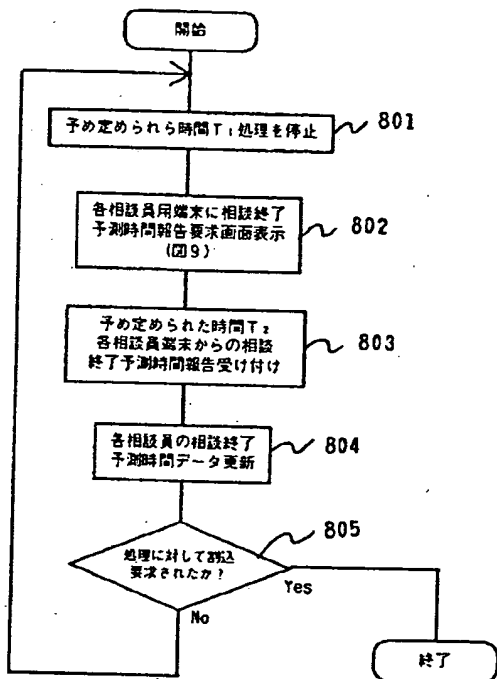 開始
予め定められら時間T₁処理を停止
801
各相談員用端末に相談終了
予測時間報告要求画面表示
(図9)
802
予め定められた時間T₂
各相談員端末からの相談
終了予測時間報告受け付け
803
各相談員の相談終了
予測時間データ更新
804
処理に対して割込
要求されたか?
805
Yes
No
終了